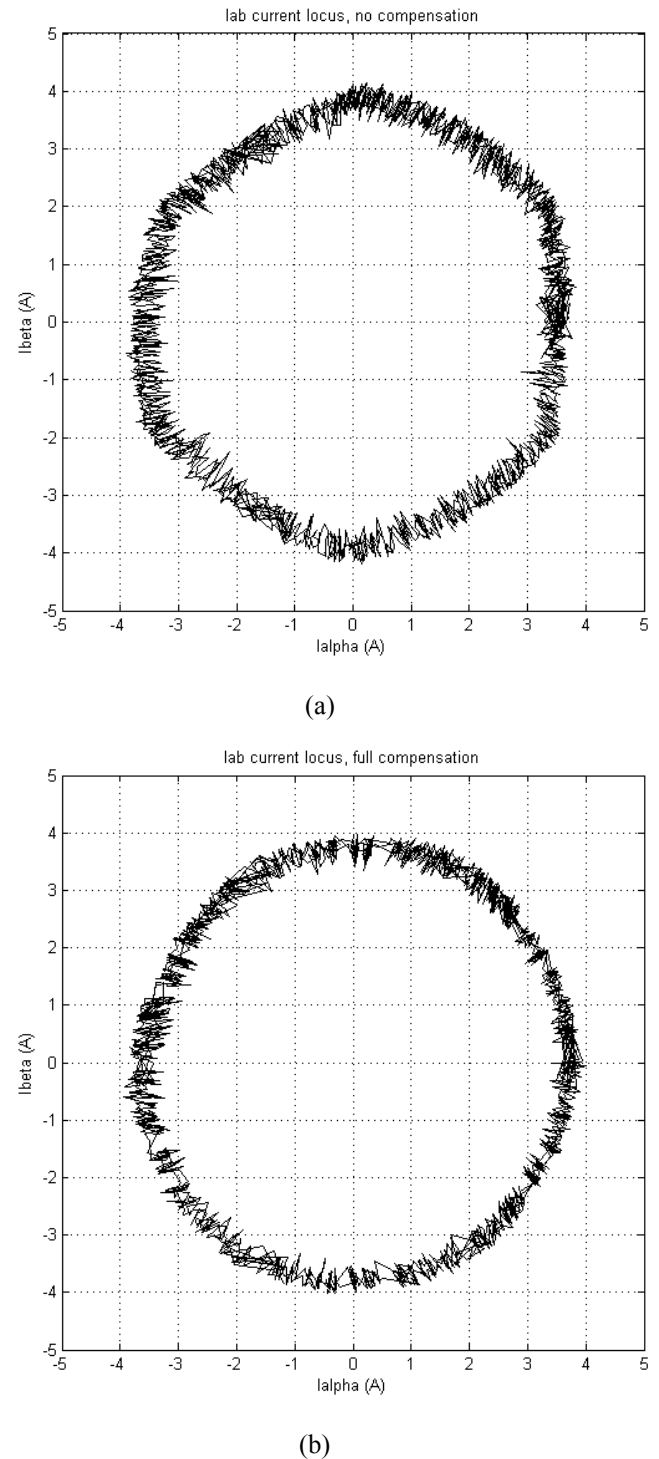 lab current locus, no compensation
5
4
3
2
1
0
-1
-2
-3
-4
-5
Ibeta (A)
-5 -4 -3 -2 -1 0 1 2 3 4 5
Ialpha (A)
(a)
lab current locus, full compensation
5
4
3
2
1
0
-1
-2
-3
-4
-5
Ibeta (A)
-5 -4 -3 -2 -1 0 1 2 3 4 5
Ialpha (A)
(b)